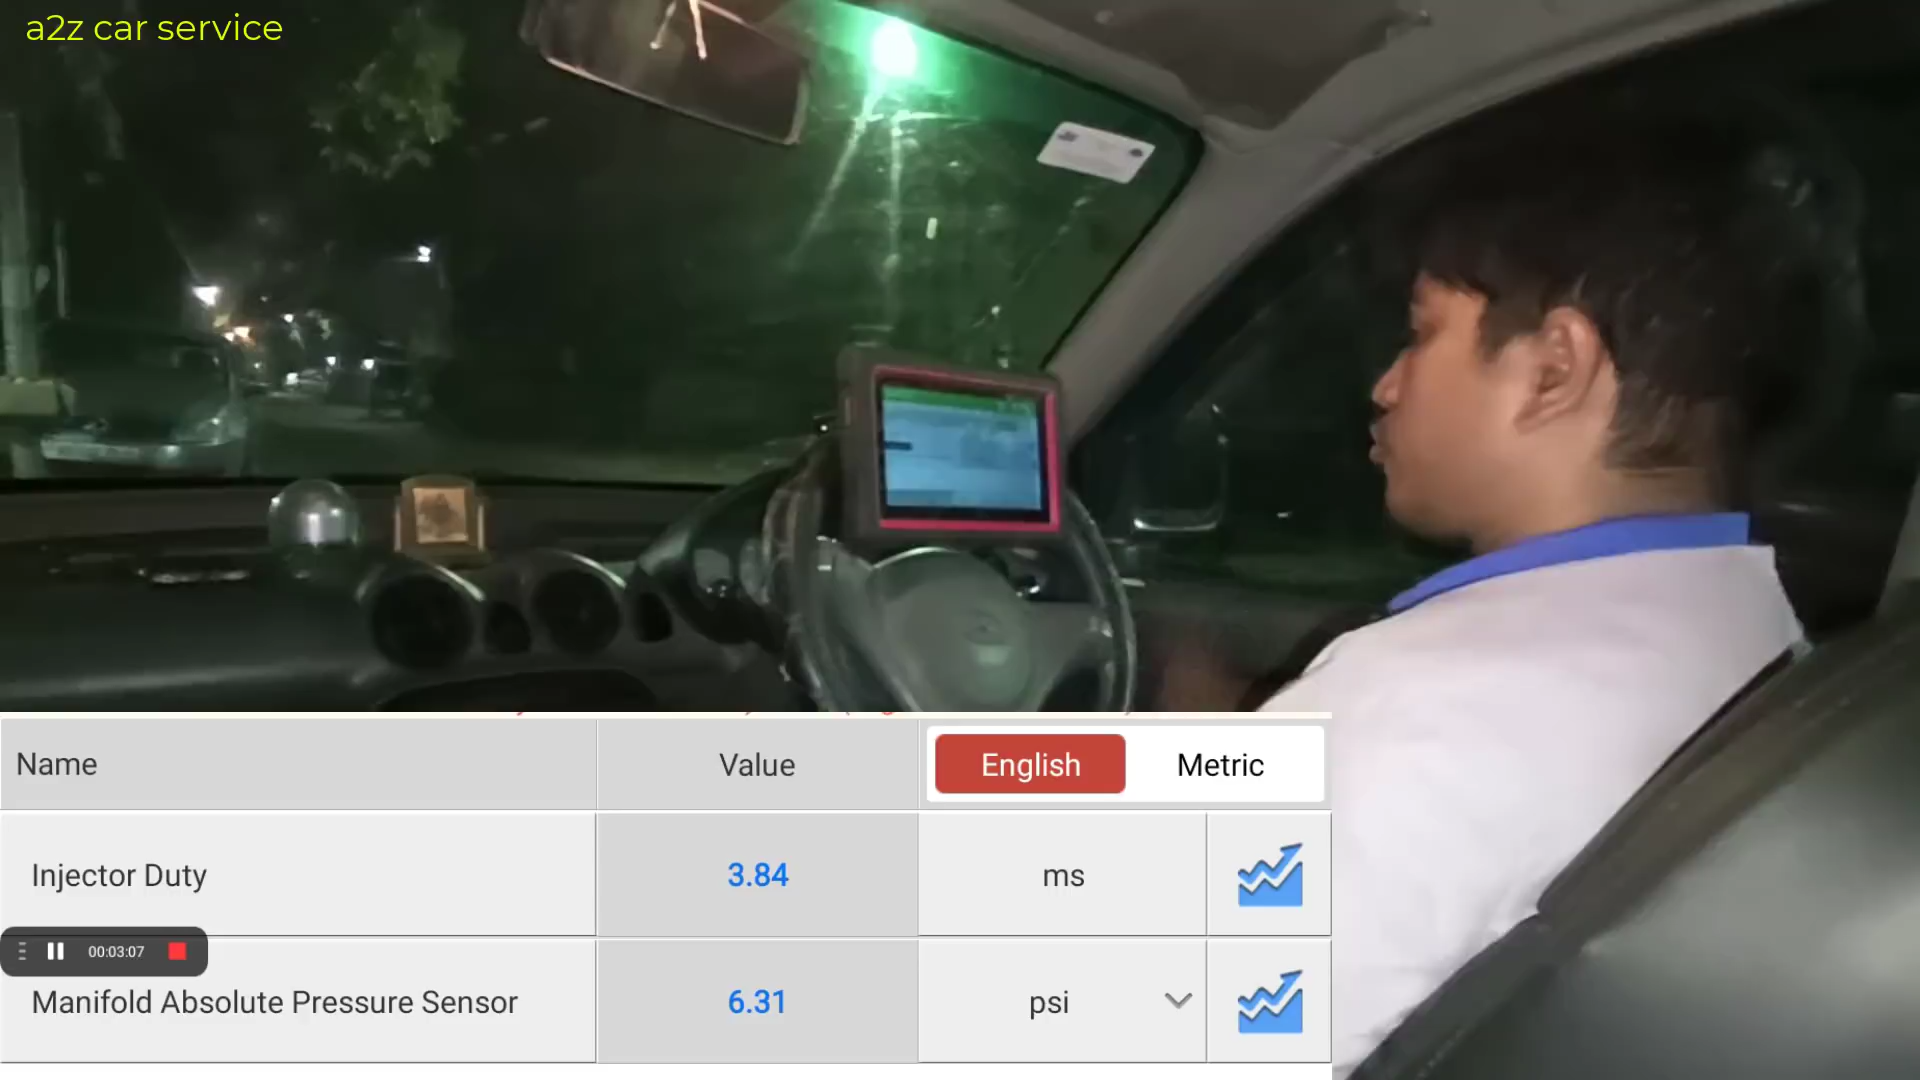 a2z car service
Name Value English Metric
Injector Duty 3.84 ms
00:03:07
Manifold Absolute Pressure Sensor 6.31 psi